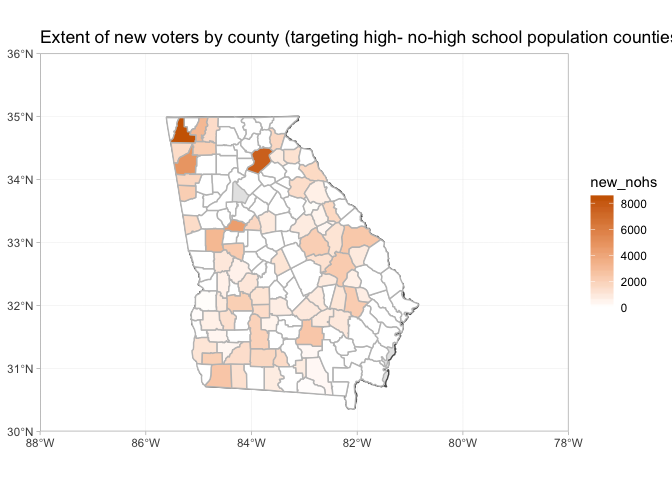 Extent of new voters by county (targeting high- no-high school population counties
36°N
35°N
34°N
33°N
32°N
31°N
30°N
88°W
86°W
84°W
82°W
80°W
78°W
new_nohs
8000
6000
4000
2000
0